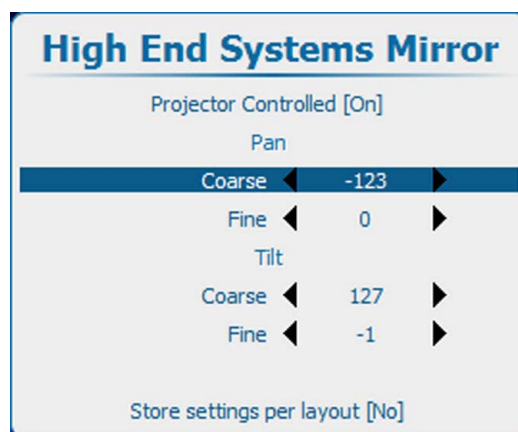 High End Systems Mirror
Projector Controlled [On]
Pan
Coarse -123
Fine 0
Tilt
Coarse 127
Fine -1
Store settings per layout [No]